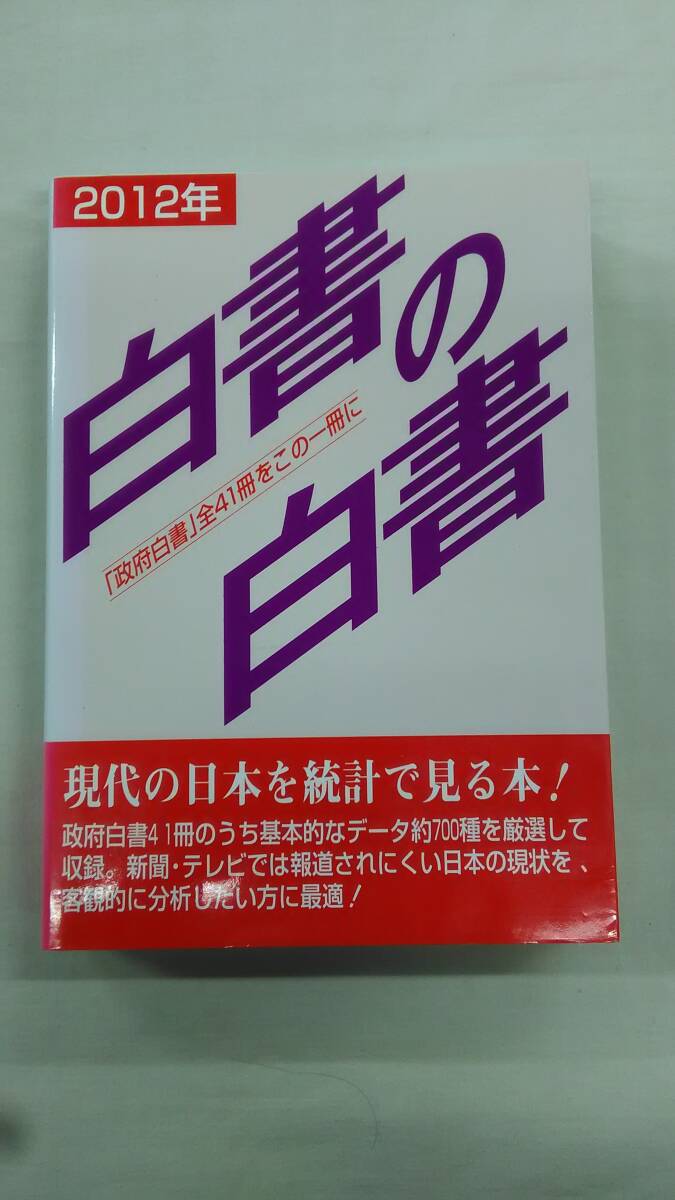 2012年
白書の
白書
「政府白書」全41冊をこの一冊に
現代の日本を統計で見る本!
政府白書41冊のうち基本的なデータ約700種を厳選して
収録。新聞・テレビでは報道されにくい日本の現状を、
客観的に分析したい方に最適!